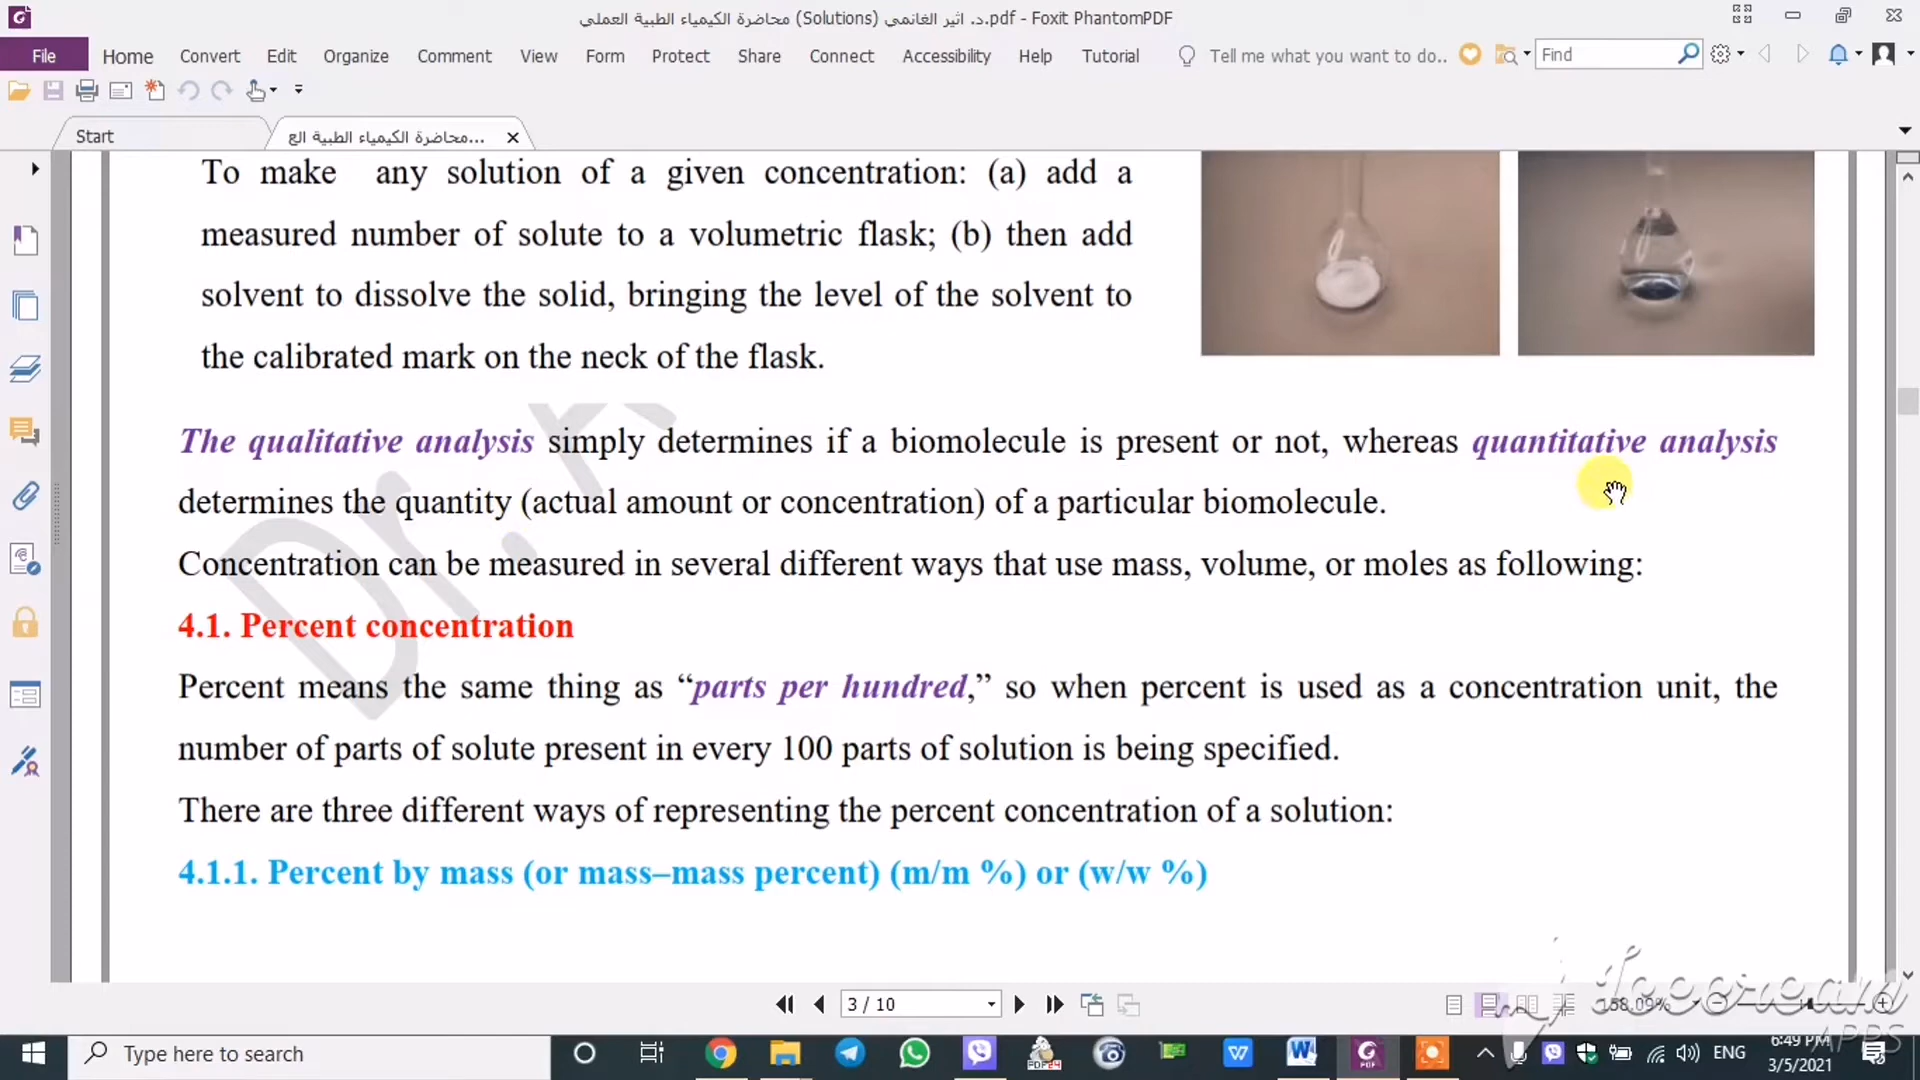 محاضرة الكيمياء الطبية العملي (Solutions) د. اثير الغانمي.pdf - Foxit PhantomPDF
File Home Convert Edit Organize Comment View Form Protect Share Connect Accessibility Help Tutorial Tell me what you want to do.. Find
Start محاضرة الكيمياء الطبية الع...
To make any solution of a given concentration: (a) add a
measured number of solute to a volumetric flask; (b) then add
solvent to dissolve the solid, bringing the level of the solvent to
the calibrated mark on the neck of the flask.
The qualitative analysis simply determines if a biomolecule is present or not, whereas quantitative analysis
determines the quantity (actual amount or concentration) of a particular biomolecule.
Concentration can be measured in several different ways that use mass, volume, or moles as following:
4.1. Percent concentration
Percent means the same thing as “parts per hundred,” so when percent is used as a concentration unit, the
number of parts of solute present in every 100 parts of solution is being specified.
There are three different ways of representing the percent concentration of a solution:
4.1.1. Percent by mass (or mass–mass percent) (m/m %) or (w/w %)
3 / 10 158.09%
Type here to search ENG 6:49 PM
3/5/2021
APPS